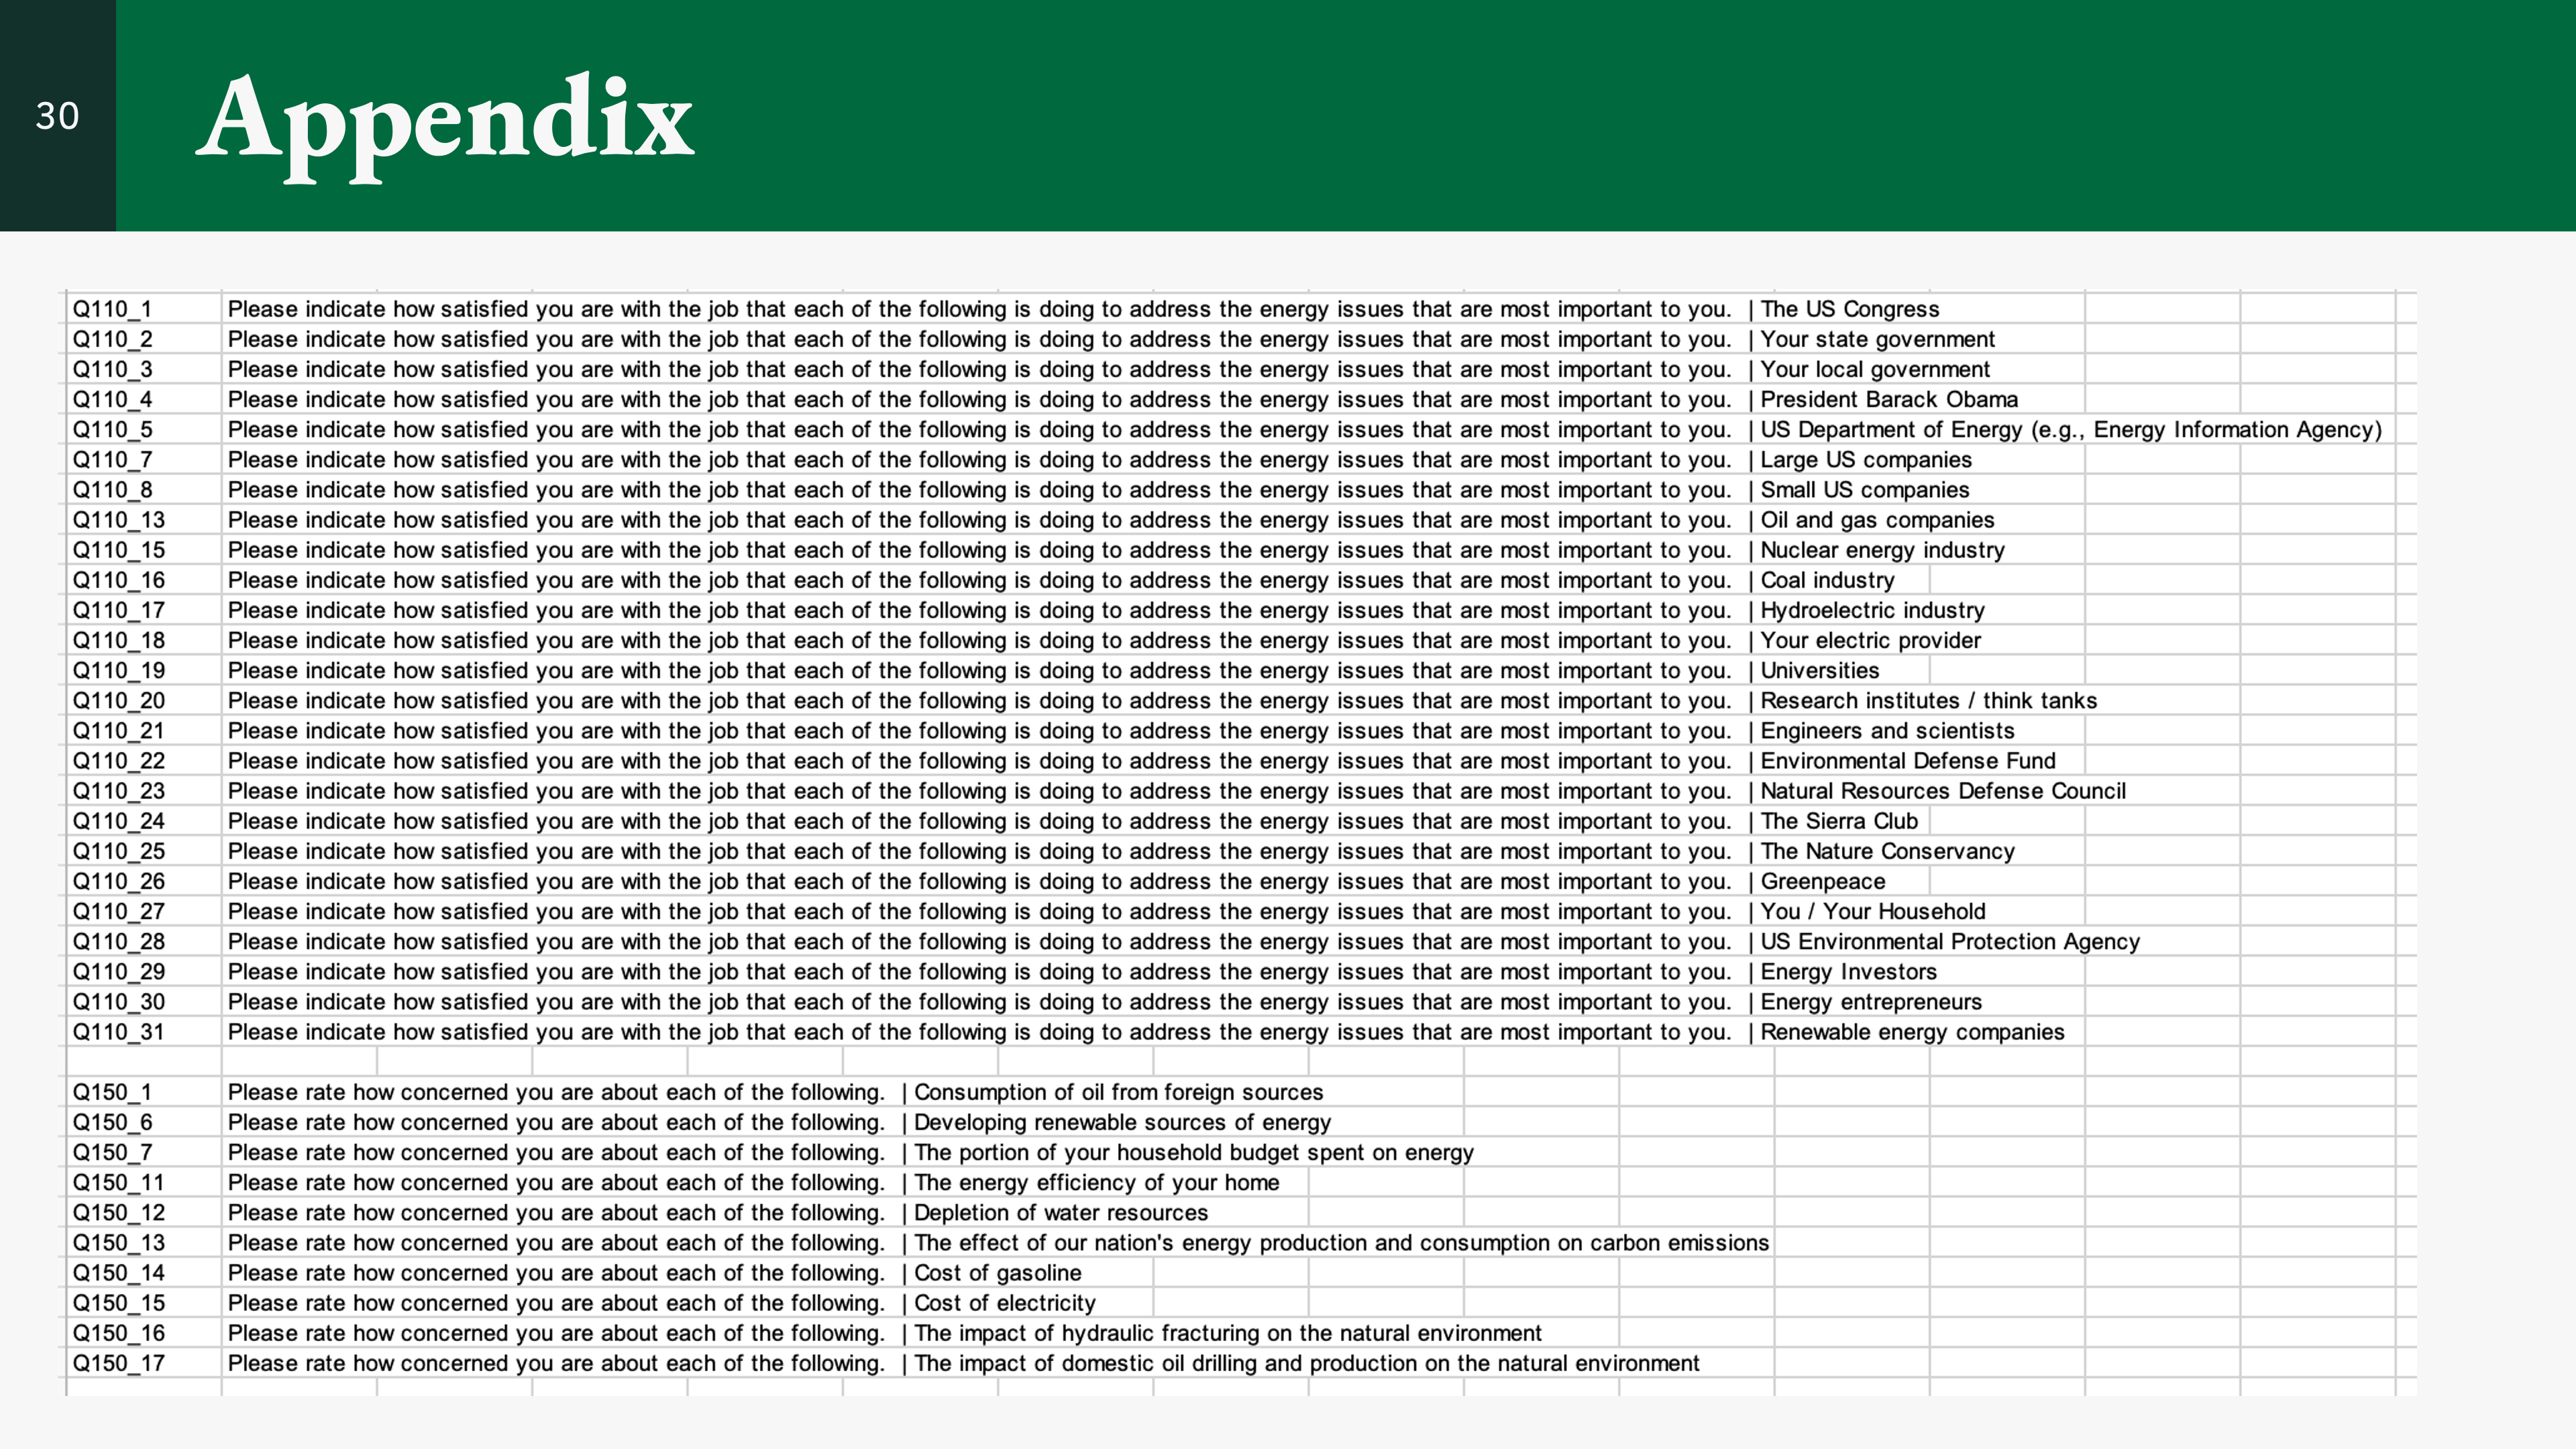 30
Appendix
Q110_1 Please indicate how satisfied you are with the job that each of the following is doing to address the energy issues that are most important to you. | The US Congress
Q110_2 Please indicate how satisfied you are with the job that each of the following is doing to address the energy issues that are most important to you. | Your state government
Q110_3 Please indicate how satisfied you are with the job that each of the following is doing to address the energy issues that are most important to you. | Your local government
Q110_4 Please indicate how satisfied you are with the job that each of the following is doing to address the energy issues that are most important to you. | President Barack Obama
Q110_5 Please indicate how satisfied you are with the job that each of the following is doing to address the energy issues that are most important to you. | US Department of Energy (e.g., Energy Information Agency)
Q110_7 Please indicate how satisfied you are with the job that each of the following is doing to address the energy issues that are most important to you. | Large US companies
Q110_8 Please indicate how satisfied you are with the job that each of the following is doing to address the energy issues that are most important to you. | Small US companies
Q110_13 Please indicate how satisfied you are with the job that each of the following is doing to address the energy issues that are most important to you. | Oil and gas companies
Q110_15 Please indicate how satisfied you are with the job that each of the following is doing to address the energy issues that are most important to you. | Nuclear energy industry
Q110_16 Please indicate how satisfied you are with the job that each of the following is doing to address the energy issues that are most important to you. | Coal industry
Q110_17 Please indicate how satisfied you are with the job that each of the following is doing to address the energy issues that are most important to you. | Hydroelectric industry
Q110_18 Please indicate how satisfied you are with the job that each of the following is doing to address the energy issues that are most important to you. | Your electric provider
Q110_19 Please indicate how satisfied you are with the job that each of the following is doing to address the energy issues that are most important to you. | Universities
Q110_20 Please indicate how satisfied you are with the job that each of the following is doing to address the energy issues that are most important to you. | Research institutes / think tanks
Q110_21 Please indicate how satisfied you are with the job that each of the following is doing to address the energy issues that are most important to you. | Engineers and scientists
Q110_22 Please indicate how satisfied you are with the job that each of the following is doing to address the energy issues that are most important to you. | Environmental Defense Fund
Q110_23 Please indicate how satisfied you are with the job that each of the following is doing to address the energy issues that are most important to you. | Natural Resources Defense Council
Q110_24 Please indicate how satisfied you are with the job that each of the following is doing to address the energy issues that are most important to you. | The Sierra Club
Q110_25 Please indicate how satisfied you are with the job that each of the following is doing to address the energy issues that are most important to you. | The Nature Conservancy
Q110_26 Please indicate how satisfied you are with the job that each of the following is doing to address the energy issues that are most important to you. | Greenpeace
Q110_27 Please indicate how satisfied you are with the job that each of the following is doing to address the energy issues that are most important to you. | You / Your Household
Q110_28 Please indicate how satisfied you are with the job that each of the following is doing to address the energy issues that are most important to you. | US Environmental Protection Agency
Q110_29 Please indicate how satisfied you are with the job that each of the following is doing to address the energy issues that are most important to you. | Energy Investors
Q110_30 Please indicate how satisfied you are with the job that each of the following is doing to address the energy issues that are most important to you. | Energy entrepreneurs
Q110_31 Please indicate how satisfied you are with the job that each of the following is doing to address the energy issues that are most important to you. | Renewable energy companies
Q150_1 Please rate how concerned you are about each of the following. | Consumption of oil from foreign sources
Q150_6 Please rate how concerned you are about each of the following. | Developing renewable sources of energy
Q150_7 Please rate how concerned you are about each of the following. | The portion of your household budget spent on energy
Q150_11 Please rate how concerned you are about each of the following. | The energy efficiency of your home
Q150_12 Please rate how concerned you are about each of the following. | Depletion of water resources
Q150_13 Please rate how concerned you are about each of the following. | The effect of our nation's energy production and consumption on carbon emissions
Q150_14 Please rate how concerned you are about each of the following. | Cost of gasoline
Q150_15 Please rate how concerned you are about each of the following. | Cost of electricity
Q150_16 Please rate how concerned you are about each of the following. | The impact of hydraulic fracturing on the natural environment
Q150_17 Please rate how concerned you are about each of the following. | The impact of domestic oil drilling and production on the natural environment